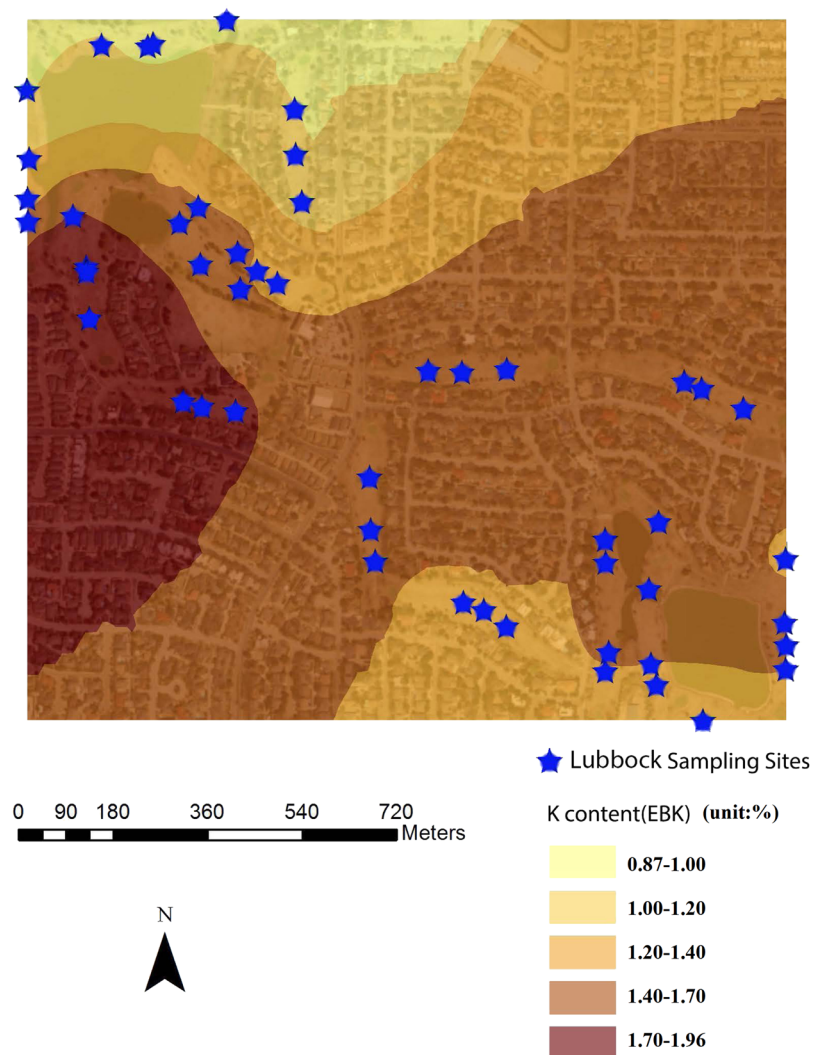 Lubbock Sampling Sites
0 90 180 360 540 720
Meters
K content(EBK) (unit:%)
N
0.87-1.00
1.00-1.20
1.20-1.40
1.40-1.70
1.70-1.96